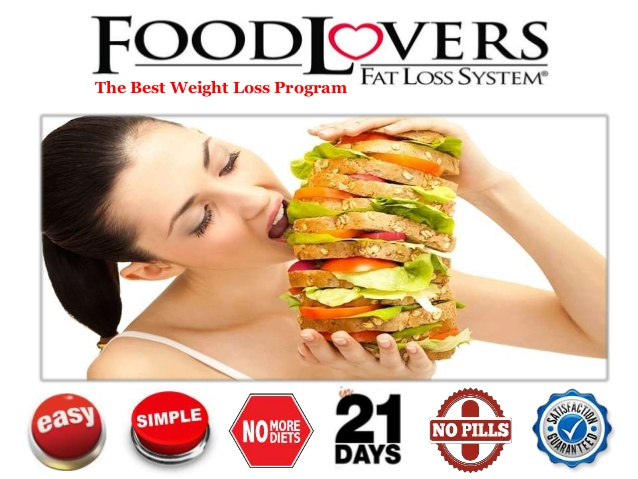 FOODLOVERS
FAT LOSS SYSTEM®
The Best Weight Loss Program
easy
SIMPLE
NO MORE DIETS
in 21 DAYS
NO PILLS
SATISFACTION GUARANTEED